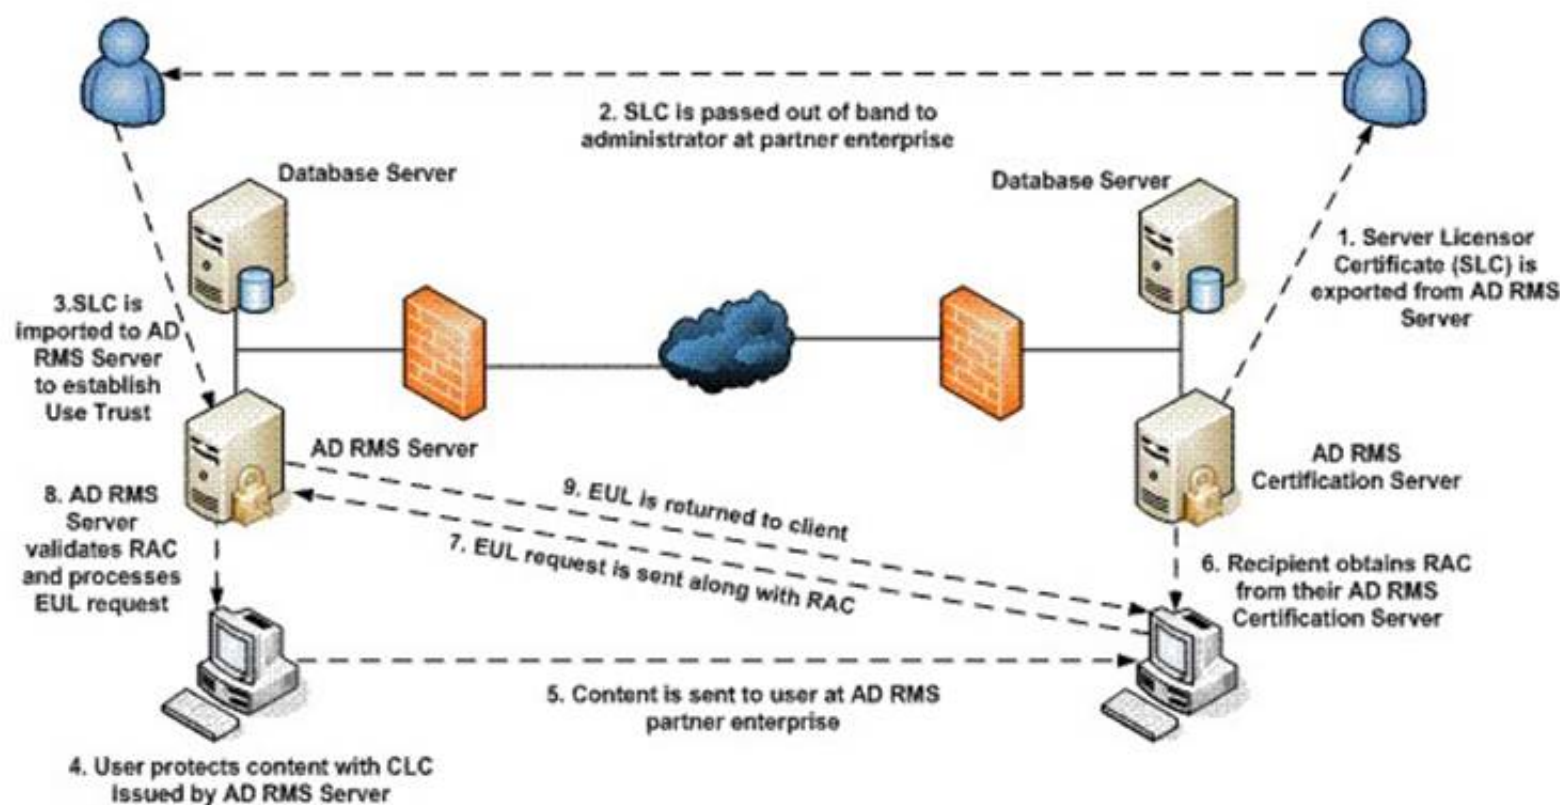 2. SLC is passed out of band to
administrator at partner enterprise
Database Server
Database Server
1. Server Licensor
Certificate (SLC) is
exported from AD RMS
Server
3.SLC is
imported to AD
RMS Server
to establish
Use Trust
AD RMS Server
AD RMS
Certification Server
8. AD RMS
Server
validates RAC
and processes
EUL request
9. EUL is returned to client
7. EUL request is sent along with RAC
6. Recipient obtains RAC
from their AD RMS
Certification Server
5. Content is sent to user at AD RMS
partner enterprise
4. User protects content with CLC
issued by AD RMS Server